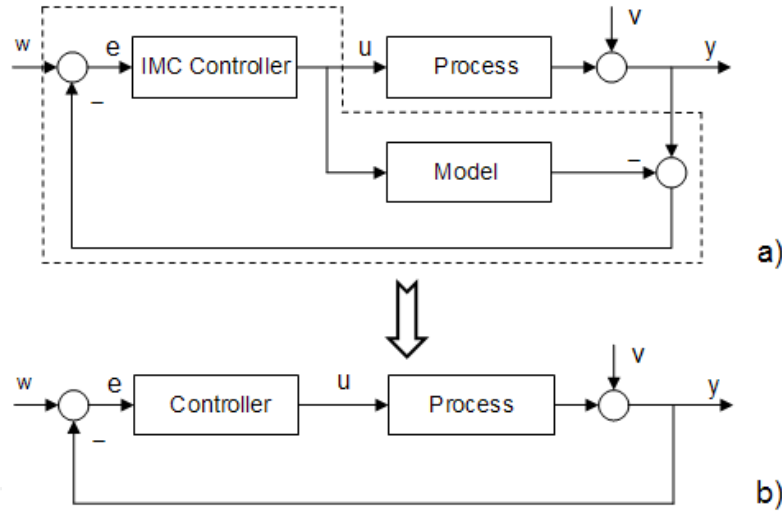 w
e
IMC Controller
u
Process
v
y
–
Model
–
a)
w
e
Controller
u
Process
v
y
–
b)